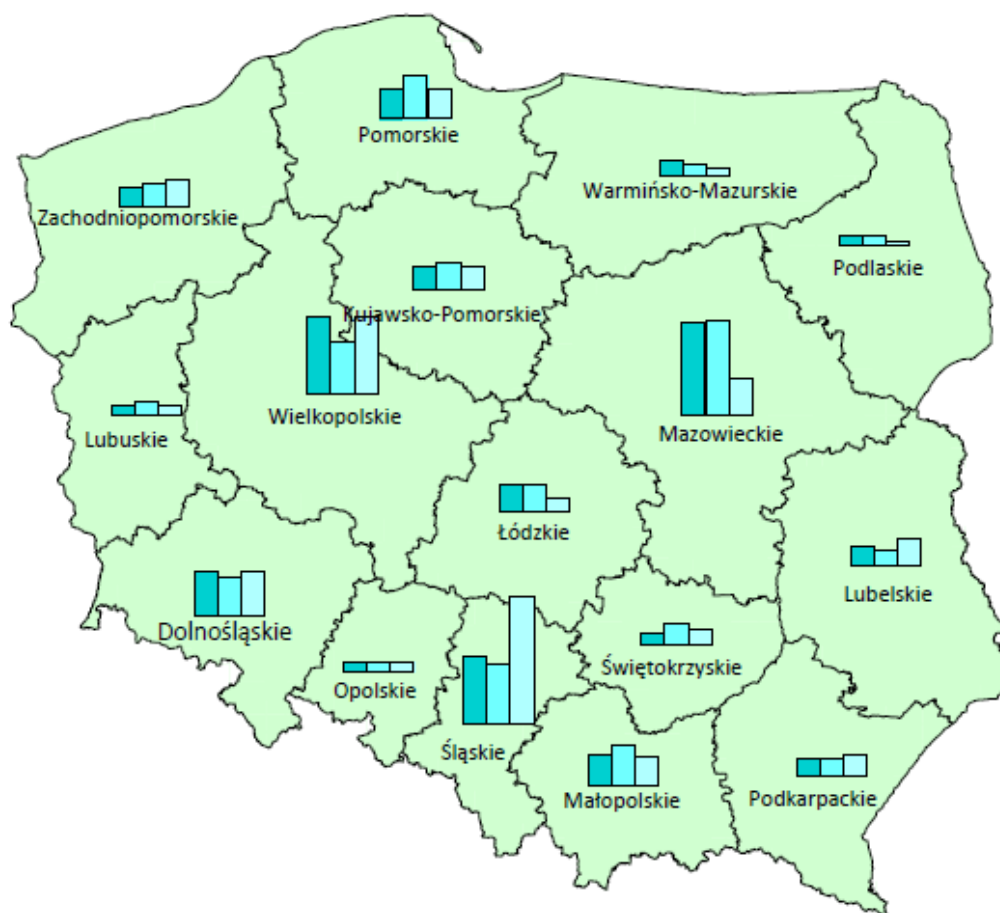 Pomorskie
Warmińsko-Mazurskie
Zachodniopomorskie
Podlaskie
Kujawsko-Pomorskie
Wielkopolskie
Mazowieckie
Lubuskie
Łódzkie
Lubelskie
Dolnośląskie
Świętokrzyskie
Opolskie
Śląskie
Małopolskie
Podkarpackie